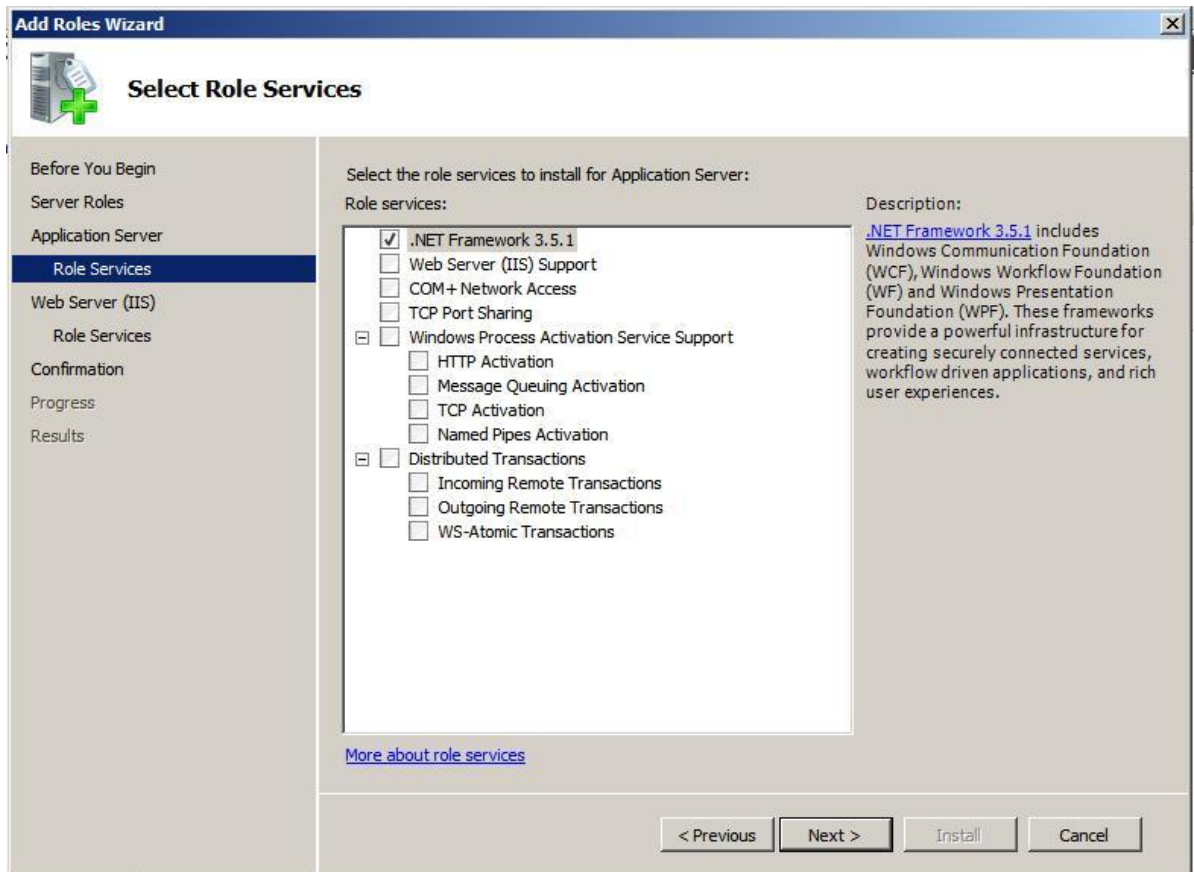 Add Roles Wizard
Select Role Services
Before You Begin
Server Roles
Application Server
Role Services
Web Server (IIS)
Role Services
Confirmation
Progress
Results
Select the role services to install for Application Server:
Role services:
.NET Framework 3.5.1
Web Server (IIS) Support
COM+ Network Access
TCP Port Sharing
Windows Process Activation Service Support
HTTP Activation
Message Queuing Activation
TCP Activation
Named Pipes Activation
Distributed Transactions
Incoming Remote Transactions
Outgoing Remote Transactions
WS-Atomic Transactions
More about role services
Description:
.NET Framework 3.5.1 includes
Windows Communication Foundation
(WCF), Windows Workflow Foundation
(WF) and Windows Presentation
Foundation (WPF). These frameworks
provide a powerful infrastructure for
creating securely connected services,
workflow driven applications, and rich
user experiences.
< Previous
Next >
Install
Cancel